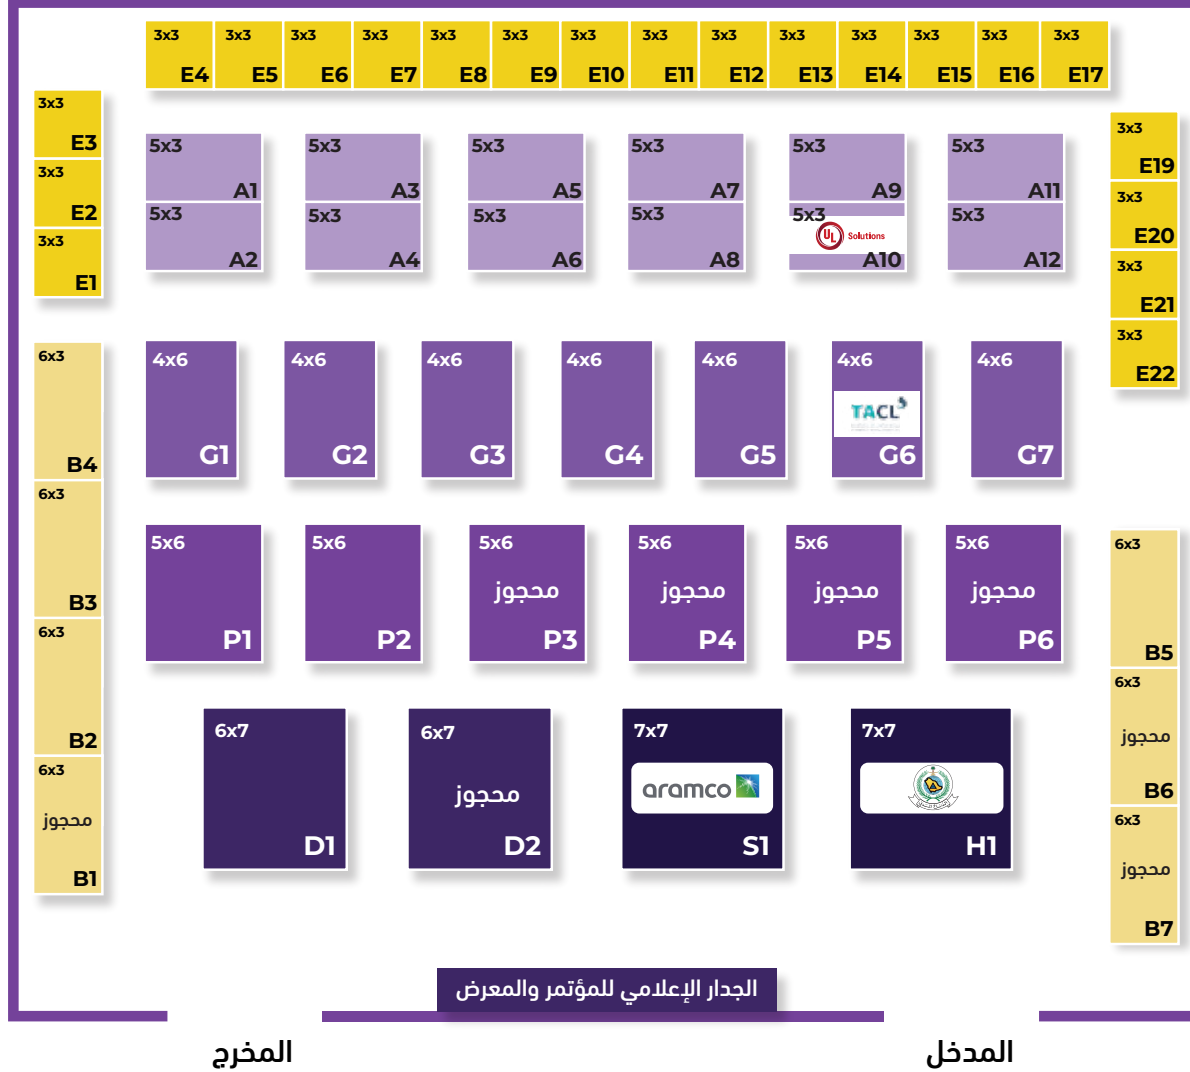 3x3 3x3 3x3 3x3 3x3 3x3 3x3 3x3 3x3 3x3 3x3 3x3 3x3 3x3
E4 E5 E6 E7 E8 E9 E10 E11 E12 E13 E14 E15 E16 E17
3x3
E3
3x3
E2
3x3
E1
5x3 5x3 5x3 5x3 5x3 5x3
A1 A3 A5 A7 A9 A11
5x3 5x3 5x3 5x3 5x3 5x3
UL Solutions
A2 A4 A6 A8 A10 A12
3x3
E19
3x3
E20
3x3
E21
3x3
E22
6x3
B4
6x3
B3
6x3
B2
6x3
محجوز
B1
4x6 4x6 4x6 4x6 4x6 4x6 4x6
TACL
G1 G2 G3 G4 G5 G6 G7
5x6 5x6 5x6 5x6 5x6 5x6
محجوز محجوز محجوز محجوز
P1 P2 P3 P4 P5 P6
6x3
B5
6x3
محجوز
B6
6x3
محجوز
B7
6x7 6x7 7x7 7x7
محجوز
aramco
D1 D2 S1 H1
الجدار الإعلامي للمؤتمر والمعرض
المدخل
المخرج